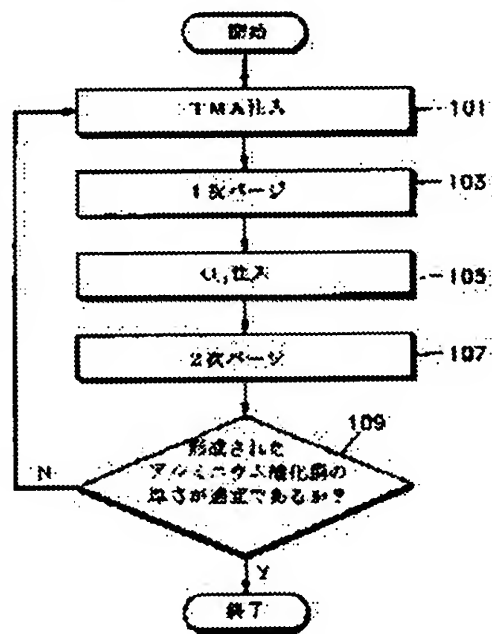 開始
TMA注入
101
1次パージ
103
O₃注入
105
2次パージ
107
109
形成された
アルミニウム酸化膜の
厚さが適正であるか?
N
Y
終了